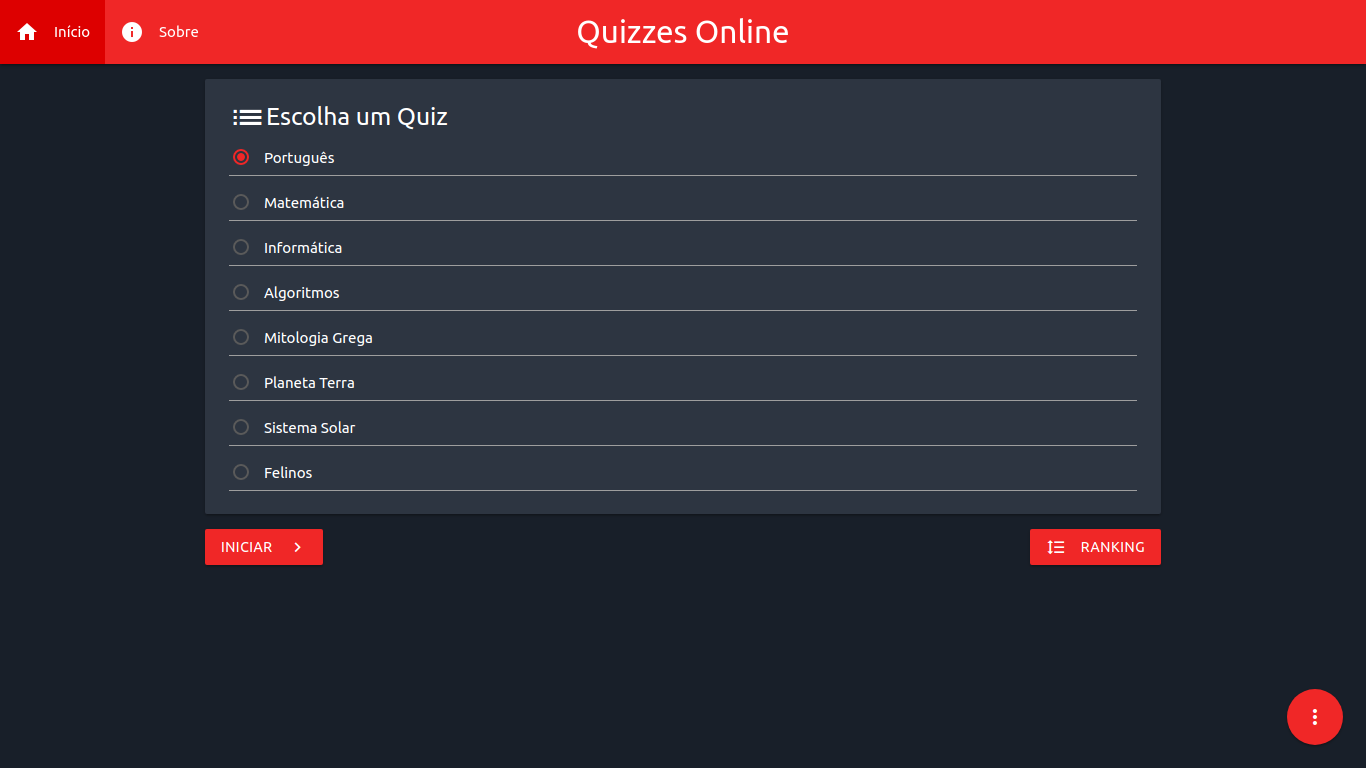 Início
Sobre
Quizzes Online
Escolha um Quiz
Português
Matemática
Informática
Algoritmos
Mitologia Grega
Planeta Terra
Sistema Solar
Felinos
INICIAR
RANKING